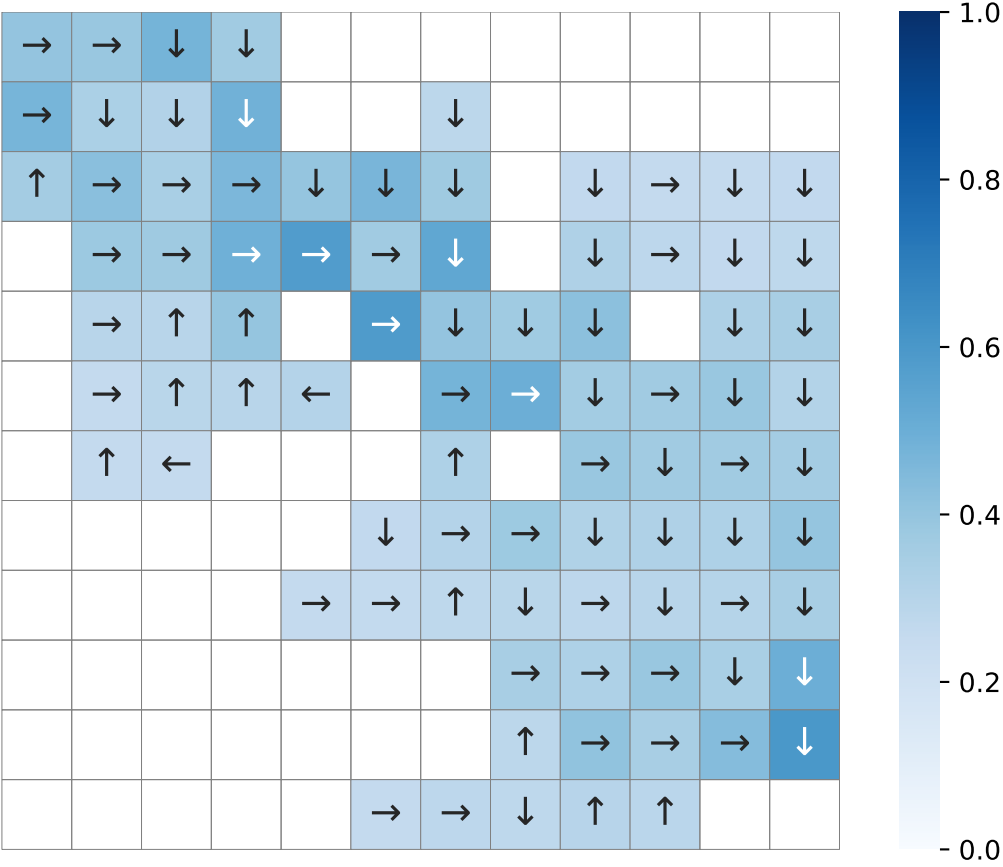 → → ↓ ↓
→ ↓ ↓ ↓ ↓
↑ → → → ↓ ↓ ↓ ↓ → ↓ ↓
→ → → → → ↓ ↓ → ↓ ↓
→ ↑ ↑ → ↓ ↓ ↓ ↓ ↓
→ ↑ ↑ ← → → ↓ → ↓ ↓
↑ ← ↑ → ↓ → ↓
↓ → → ↓ ↓ ↓ ↓
→ → ↑ ↓ → ↓ → ↓
→ → → ↓ ↓
↑ → → → ↓
→ → ↓ ↑ ↑
1.0
0.8
0.6
0.4
0.2
0.0